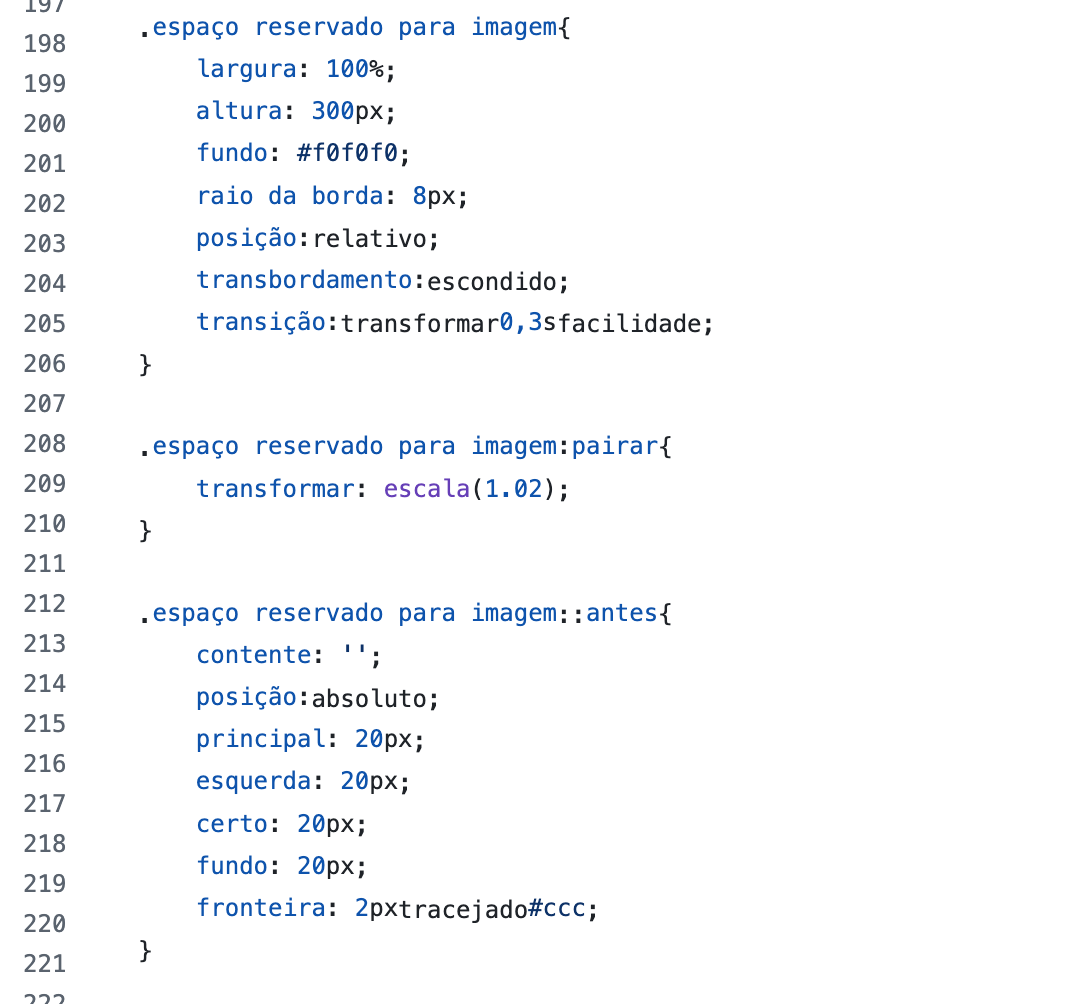 197
198 .espaço reservado para imagem{
199 largura: 100%;
200 altura: 300px;
201 fundo: #f0f0f0;
202 raio da borda: 8px;
203 posição:relativo;
204 transbordamento:escondido;
205 transição:transformar0,3sfacilidade;
206 }
207
208 .espaço reservado para imagem:pairar{
209 transformar: escala(1.02);
210 }
211
212 .espaço reservado para imagem::antes{
213 contente: '';
214 posição:absoluto;
215 principal: 20px;
216 esquerda: 20px;
217 certo: 20px;
218 fundo: 20px;
219 fronteira: 2pxtracejado#ccc;
220 }
221
222